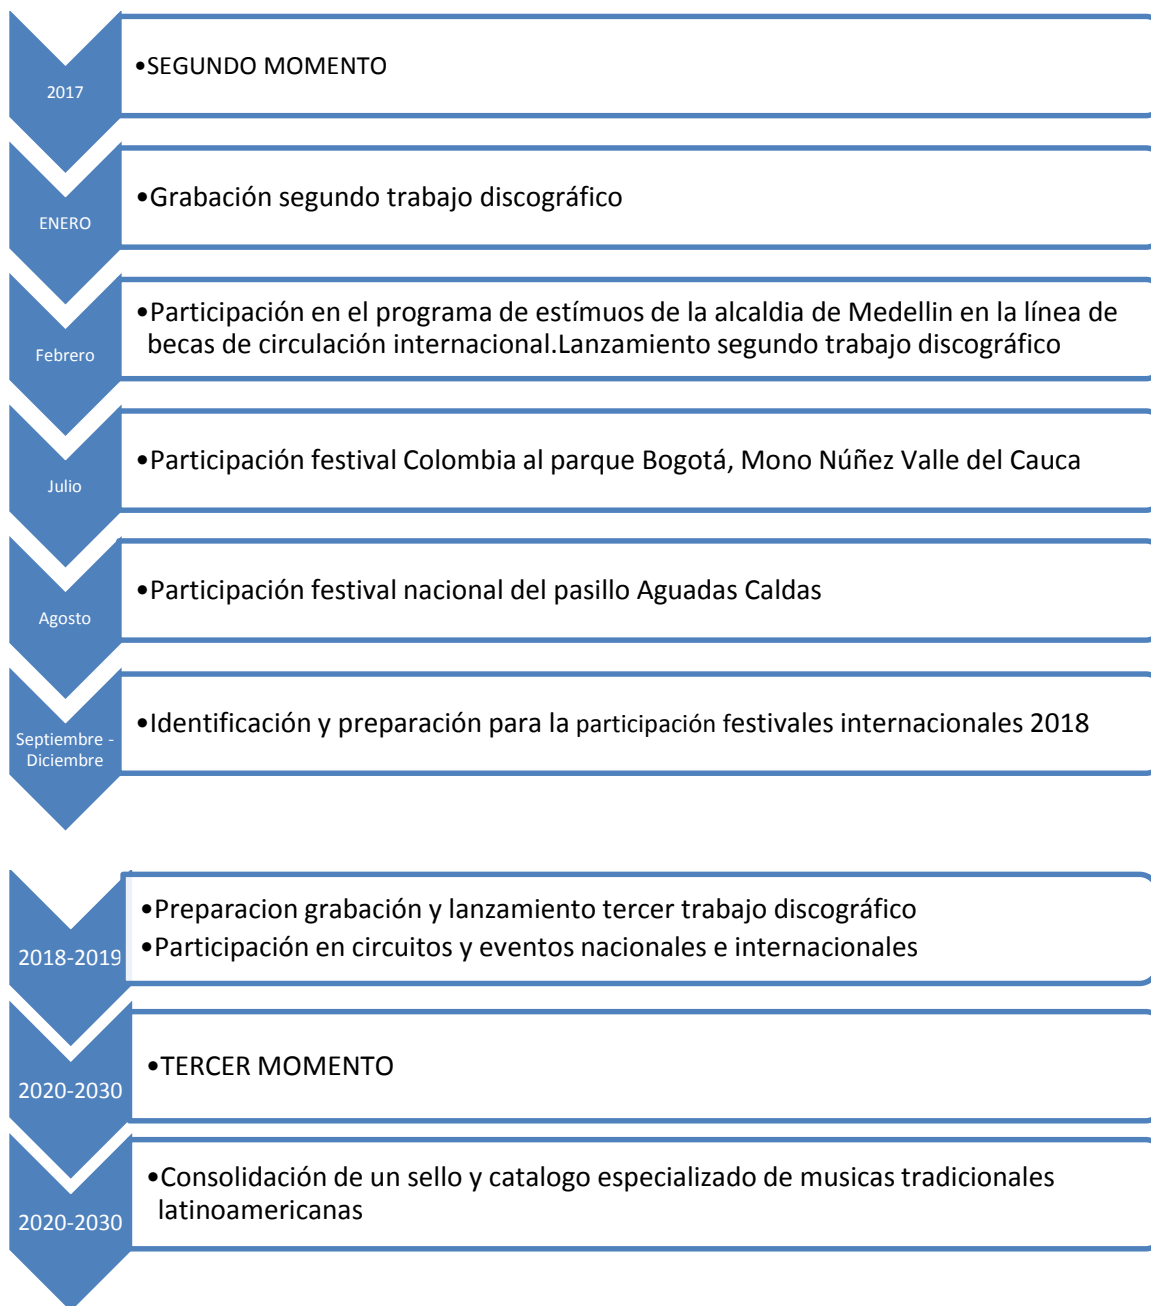 2017
•SEGUNDO MOMENTO
ENERO
•Grabación segundo trabajo discográfico
Febrero
•Participación en el programa de estímuos de la alcaldia de Medellin en la línea de
becas de circulación internacional.Lanzamiento segundo trabajo discográfico
Julio
•Participación festival Colombia al parque Bogotá, Mono Núñez Valle del Cauca
Agosto
•Participación festival nacional del pasillo Aguadas Caldas
Septiembre -
Diciembre
•Identificación y preparación para la participación festivales internacionales 2018
2018-2019
•Preparacion grabación y lanzamiento tercer trabajo discográfico
•Participación en circuitos y eventos nacionales e internacionales
2020-2030
•TERCER MOMENTO
2020-2030
•Consolidación de un sello y catalogo especializado de musicas tradicionales
latinoamericanas